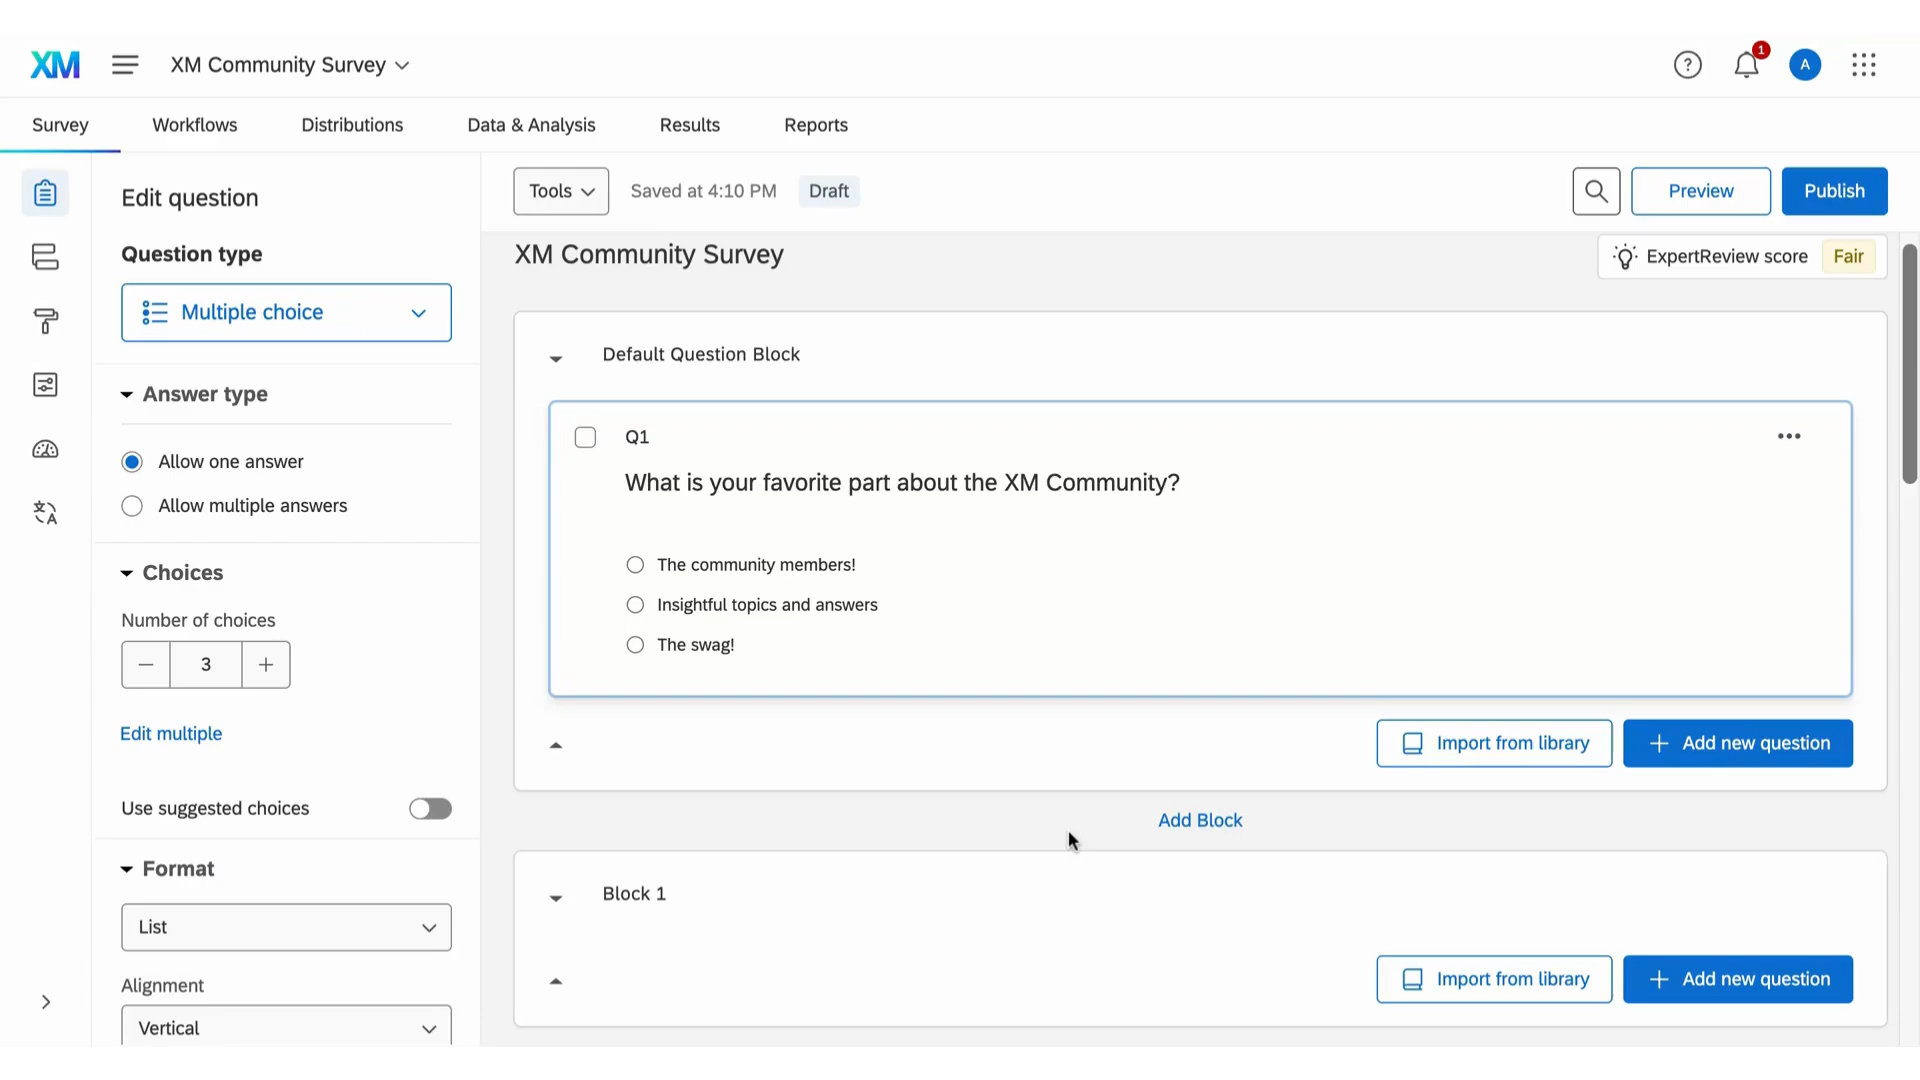 XM
XM Community Survey
1
A
Survey
Workflows
Distributions
Data & Analysis
Results
Reports
Edit question
Tools
Saved at 4:10 PM
Draft
Preview
Publish
Question type
Multiple choice
XM Community Survey
ExpertReview score
Fair
Answer type
Allow one answer
Allow multiple answers
Choices
Number of choices
3
Edit multiple
Use suggested choices
Format
List
Alignment
Vertical
Default Question Block
Q1
What is your favorite part about the XM Community?
The community members!
Insightful topics and answers
The swag!
Import from library
Add new question
Add Block
Block 1
Import from library
Add new question